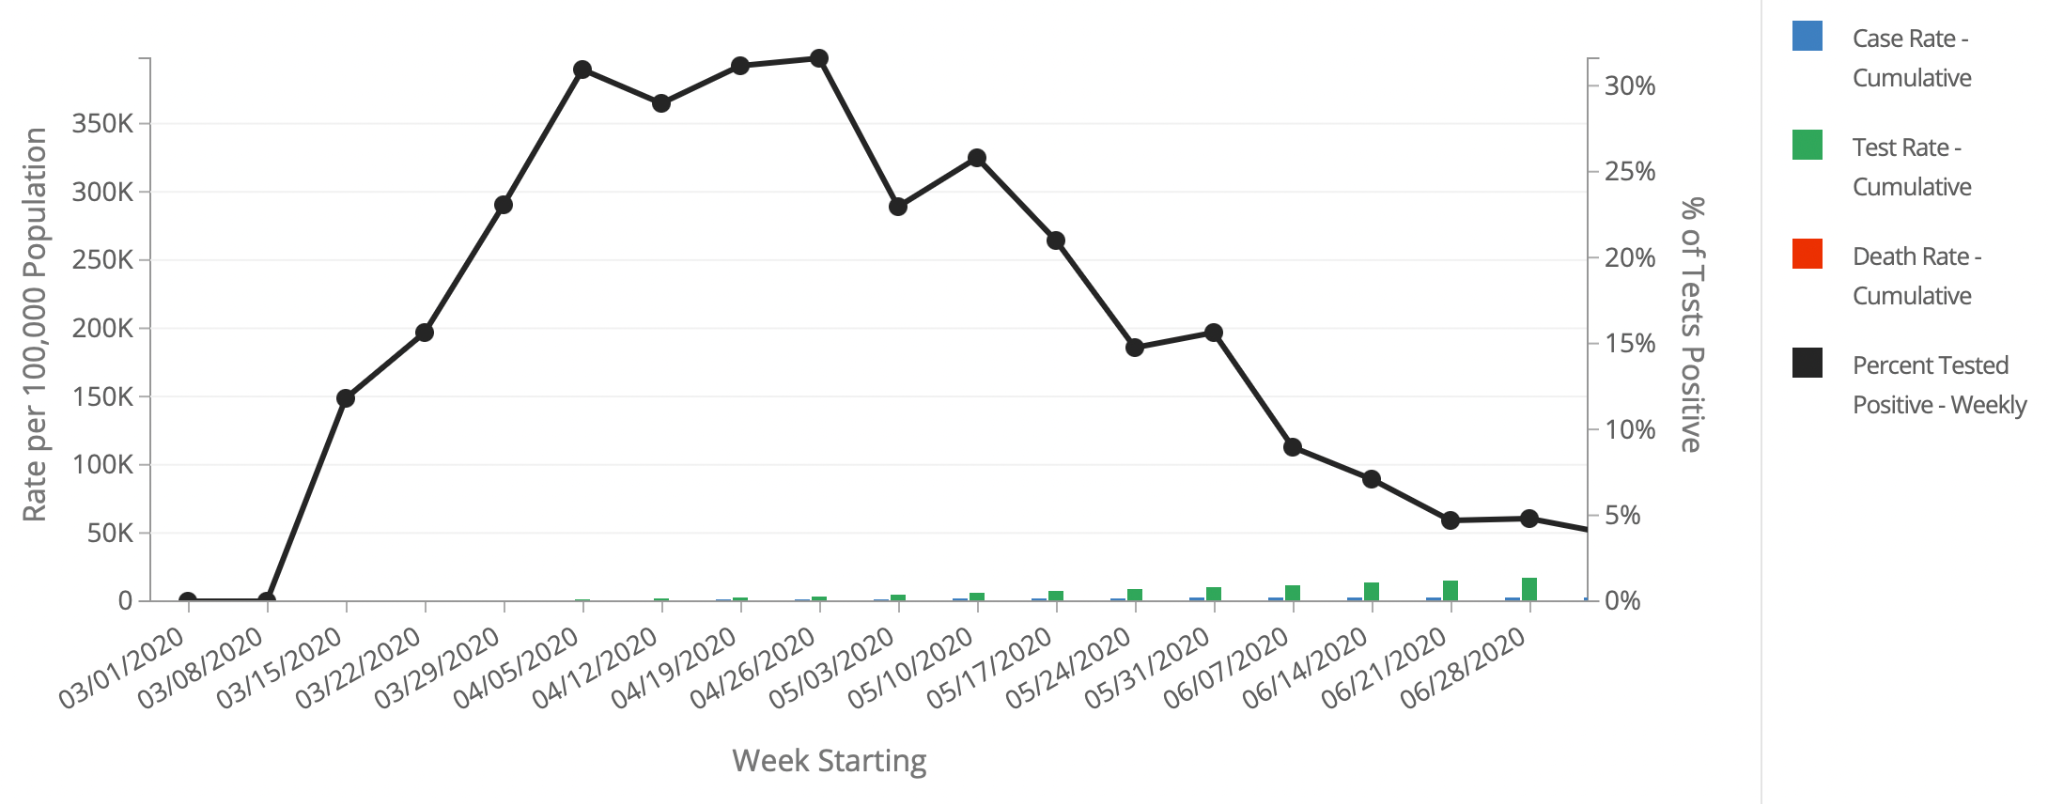 Rate per 100,000 Population
350K
300K
250K
200K
150K
100K
50K
0
30%
25%
20%
15%
10%
5%
0%
% of Tests Positive
03/01/2020
03/08/2020
03/15/2020
03/22/2020
03/29/2020
04/05/2020
04/12/2020
04/19/2020
04/26/2020
05/03/2020
05/10/2020
05/17/2020
05/24/2020
05/31/2020
06/07/2020
06/14/2020
06/21/2020
06/28/2020
Week Starting
Case Rate -
Cumulative
Test Rate -
Cumulative
Death Rate -
Cumulative
Percent Tested
Positive - Weekly